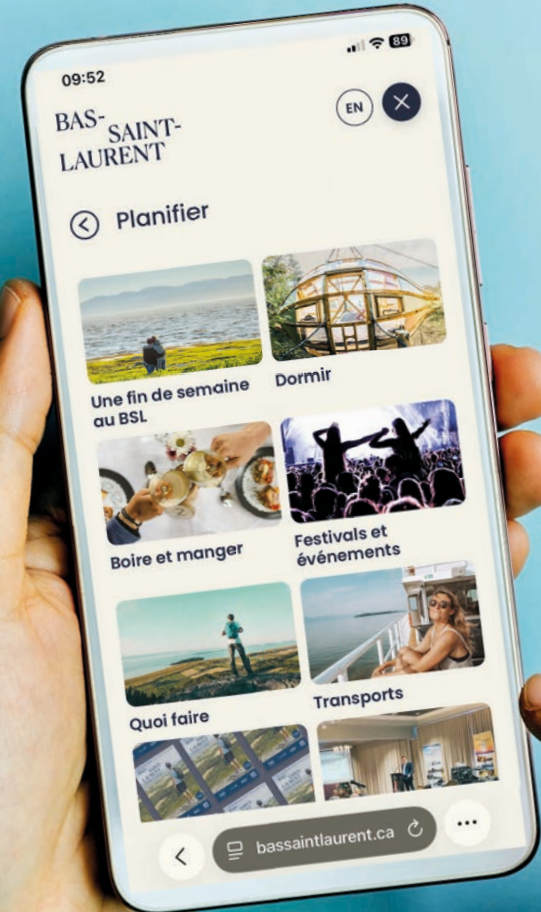 09:52
89
BAS-
SAINT-
LAURENT
EN
Planifier
Une fin de semaine
au BSL
Dormir
Boire et manger
Festivals et
événements
Quoi faire
Transports
bassaintlaurent.ca